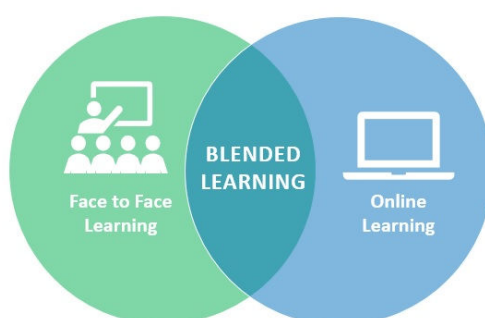 BLENDED
LEARNING
Face to Face
Learning
Online
Learning